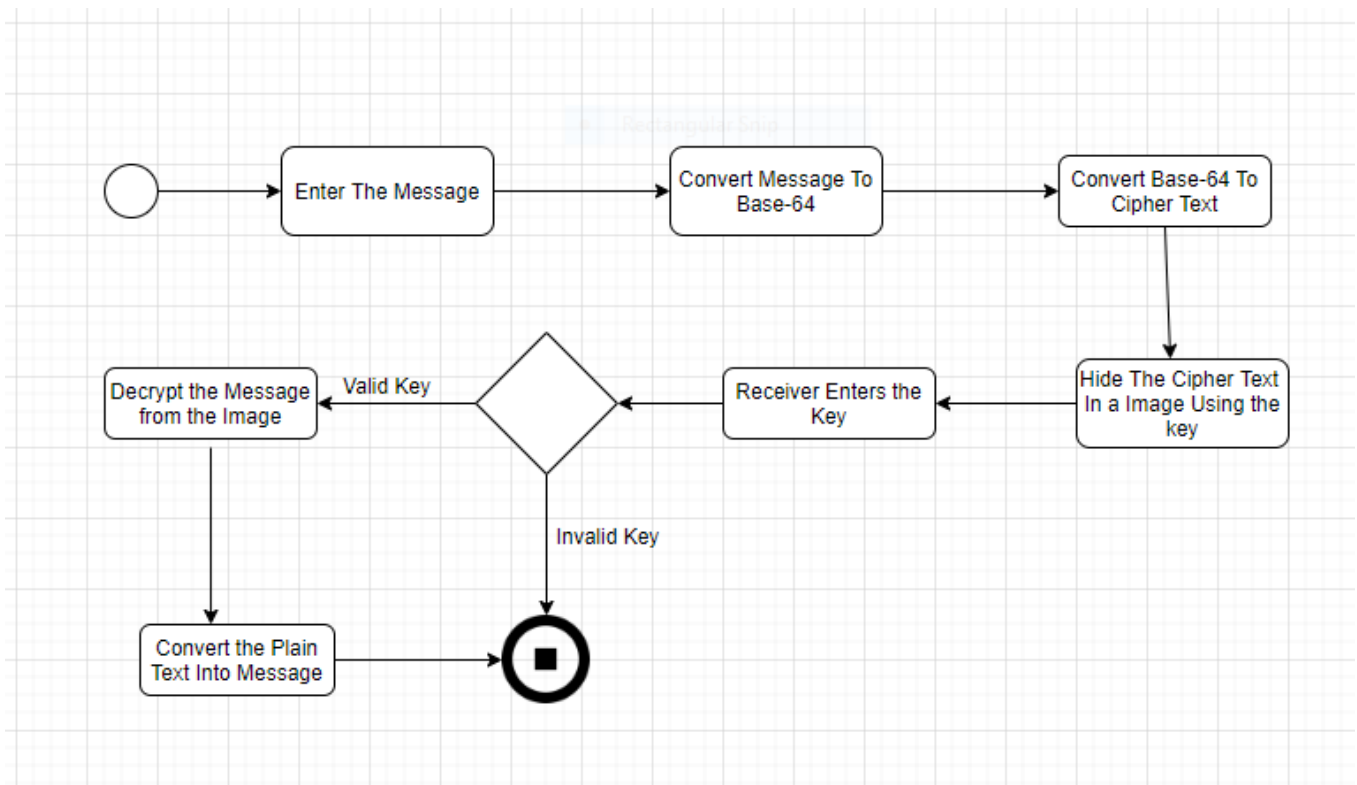 Rectangular Snip
Enter The Message
Convert Message To
Base-64
Convert Base-64 To
Cipher Text
Hide The Cipher Text
In a Image Using the
key
Receiver Enters the
Key
Valid Key
Decrypt the Message
from the Image
Invalid Key
Convert the Plain
Text Into Message